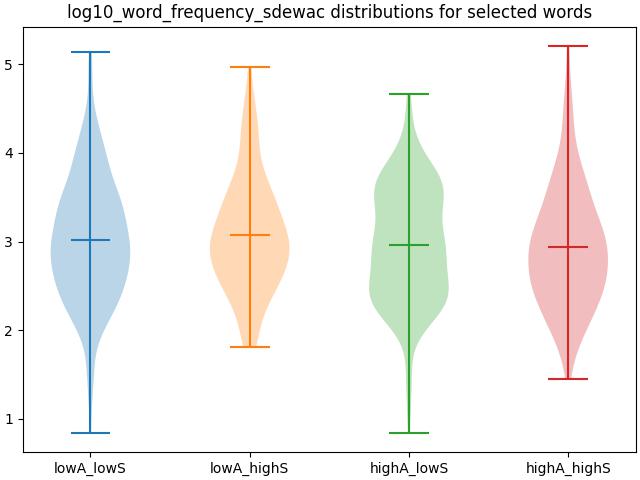 log10_word_frequency_sdewac distributions for selected words
5
4
3
2
1
lowA_lowS
lowA_highS
highA_lowS
highA_highS